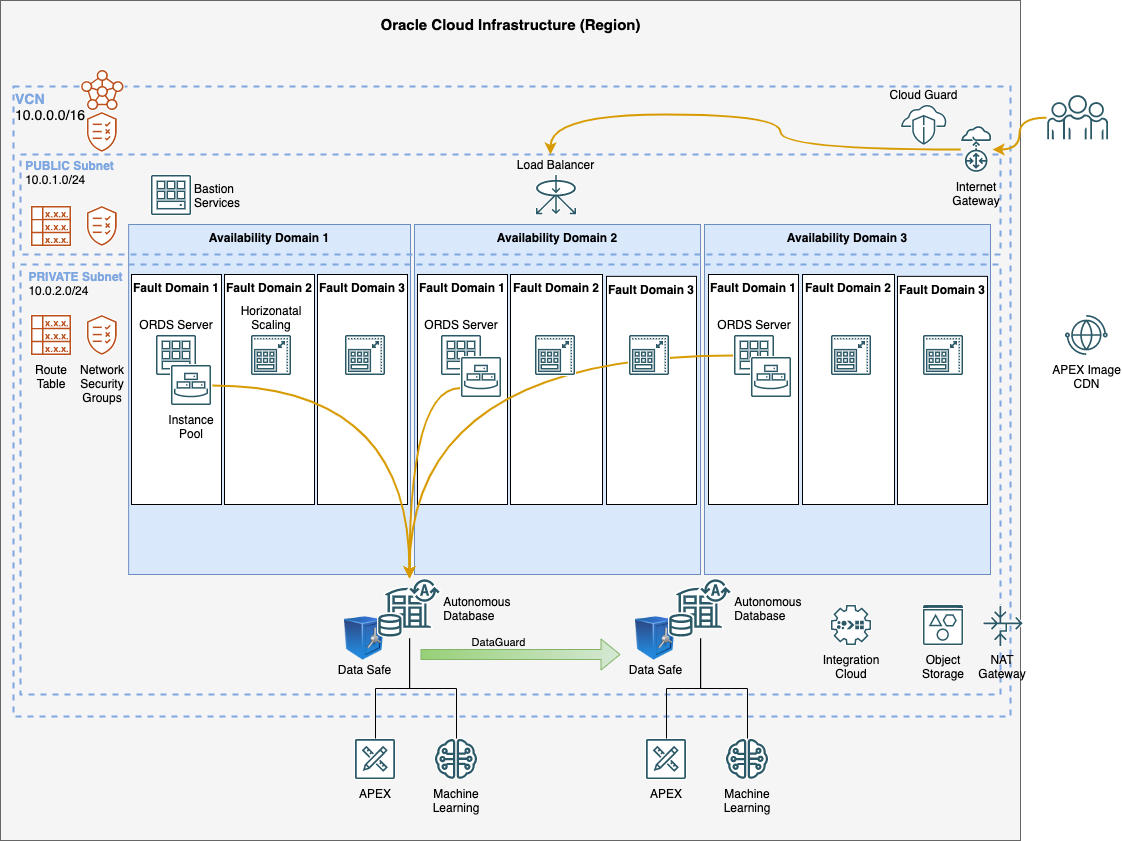 Oracle Cloud Infrastructure (Region)
Cloud Guard
VCN
10.0.0.0/16
PUBLIC Subnet
10.0.1.0/24
Load Balancer
Bastion
Services
Internet
Gateway
x.x.x.
x.x.x.
x.x.x.
Availability Domain 1
Availability Domain 2
Availability Domain 3
PRIVATE Subnet
10.0.2.0/24
Fault Domain 1
Fault Domain 2
Fault Domain 3
Fault Domain 1
Fault Domain 2
Fault Domain 3
Fault Domain 1
Fault Domain 2
Fault Domain 3
Horizonatal
Scaling
ORDS Server
ORDS Server
ORDS Server
x.x.x.
x.x.x.
x.x.x.
Route
Table
Network
Security
Groups
APEX Image
CDN
Instance
Pool
A
Autonomous
Database
A
Autonomous
Database
DataGuard
Data Safe
Data Safe
Integration
Cloud
Object
Storage
NAT
Gateway
APEX
Machine
Learning
APEX
Machine
Learning